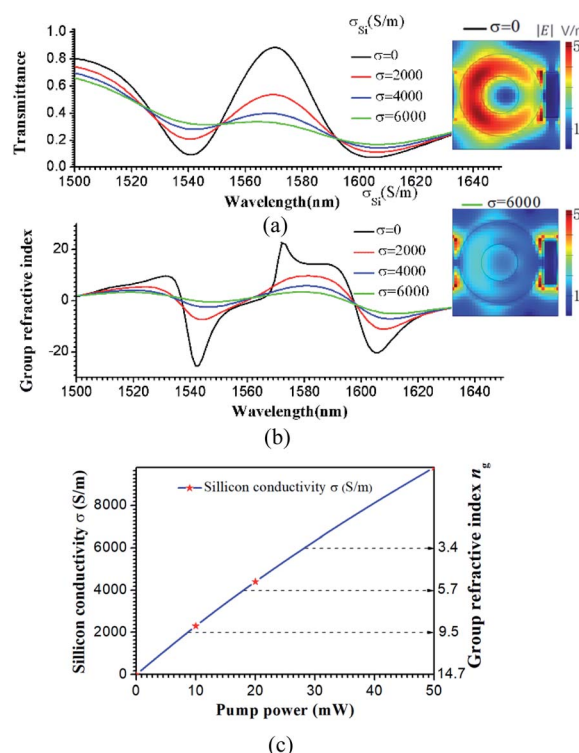 σSi(S/m)
σ=0
σ=2000
σ=4000
σ=6000
Transmittance
1.0
0.8
0.6
0.4
0.2
0.0
1500 1520 1540 1560 1580 1600 1620 1640
Wavelength(nm)
(a)
σ=0
|E| V/
5
1
σSi(S/m)
σ=0
σ=2000
σ=4000
σ=6000
Group refractive index
20
0
-20
1500 1520 1540 1560 1580 1600 1620 1640
Wavelength(nm)
(b)
σ=6000
5
1
Sillicon conductivity σ (S/m)
Sillicon conductivity σ (S/m)
8000
6000
4000
2000
0
3.4
5.7
9.5
14.7
Group refractive index ng
0 10 20 30 40 50
Pump power (mW)
(c)